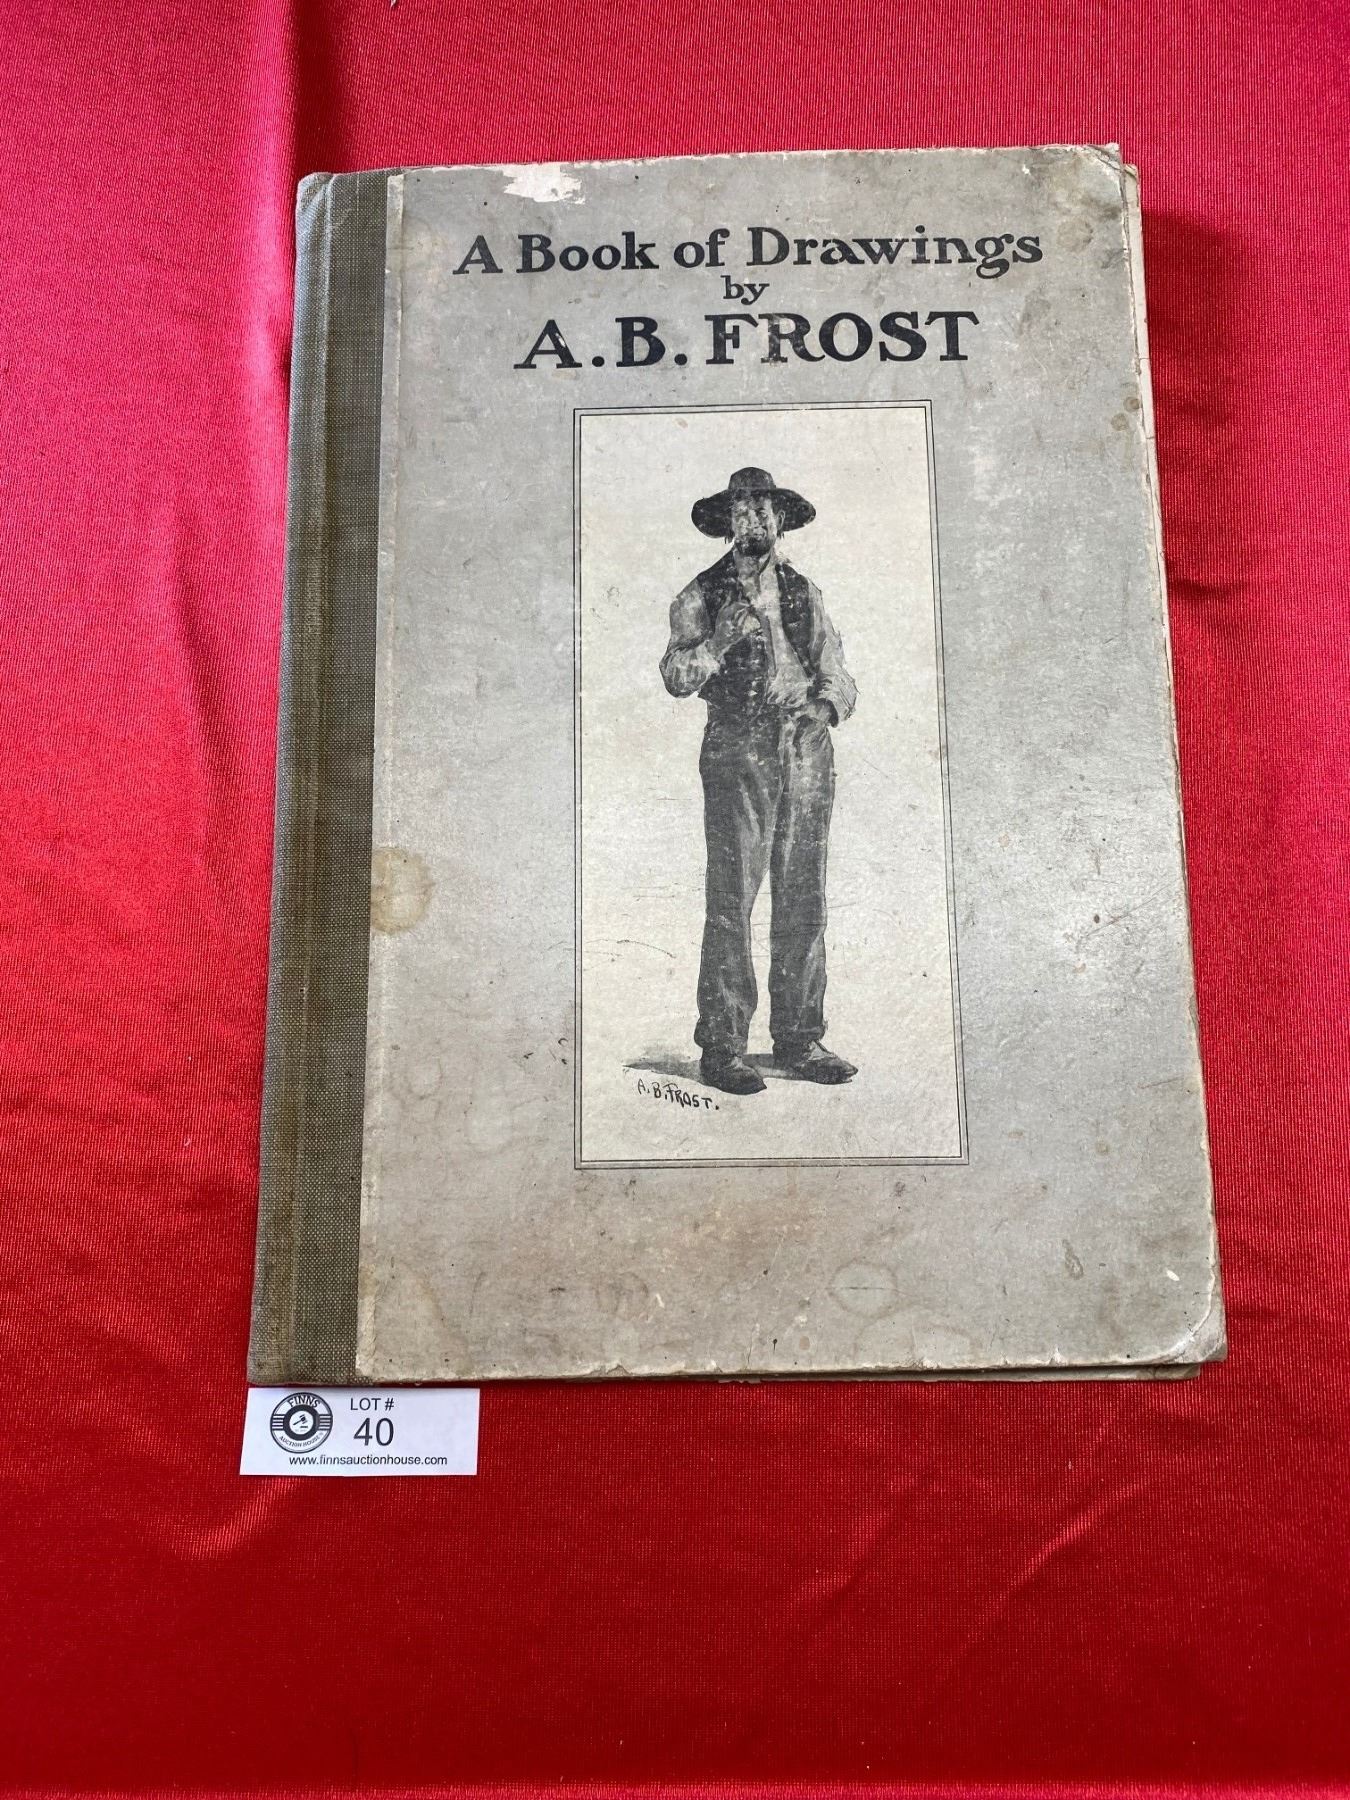 A Book of Drawings
by
A.B. FROST
A.B.FROST.
FINNS
AUCTION HOUSE
LOT #
40
www.finnsauctionhouse.com